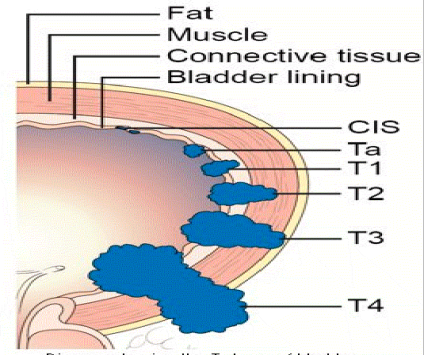 Fat
Muscle
Connective tissue
Bladder lining
CIS
Ta
T1
T2
T3
T4